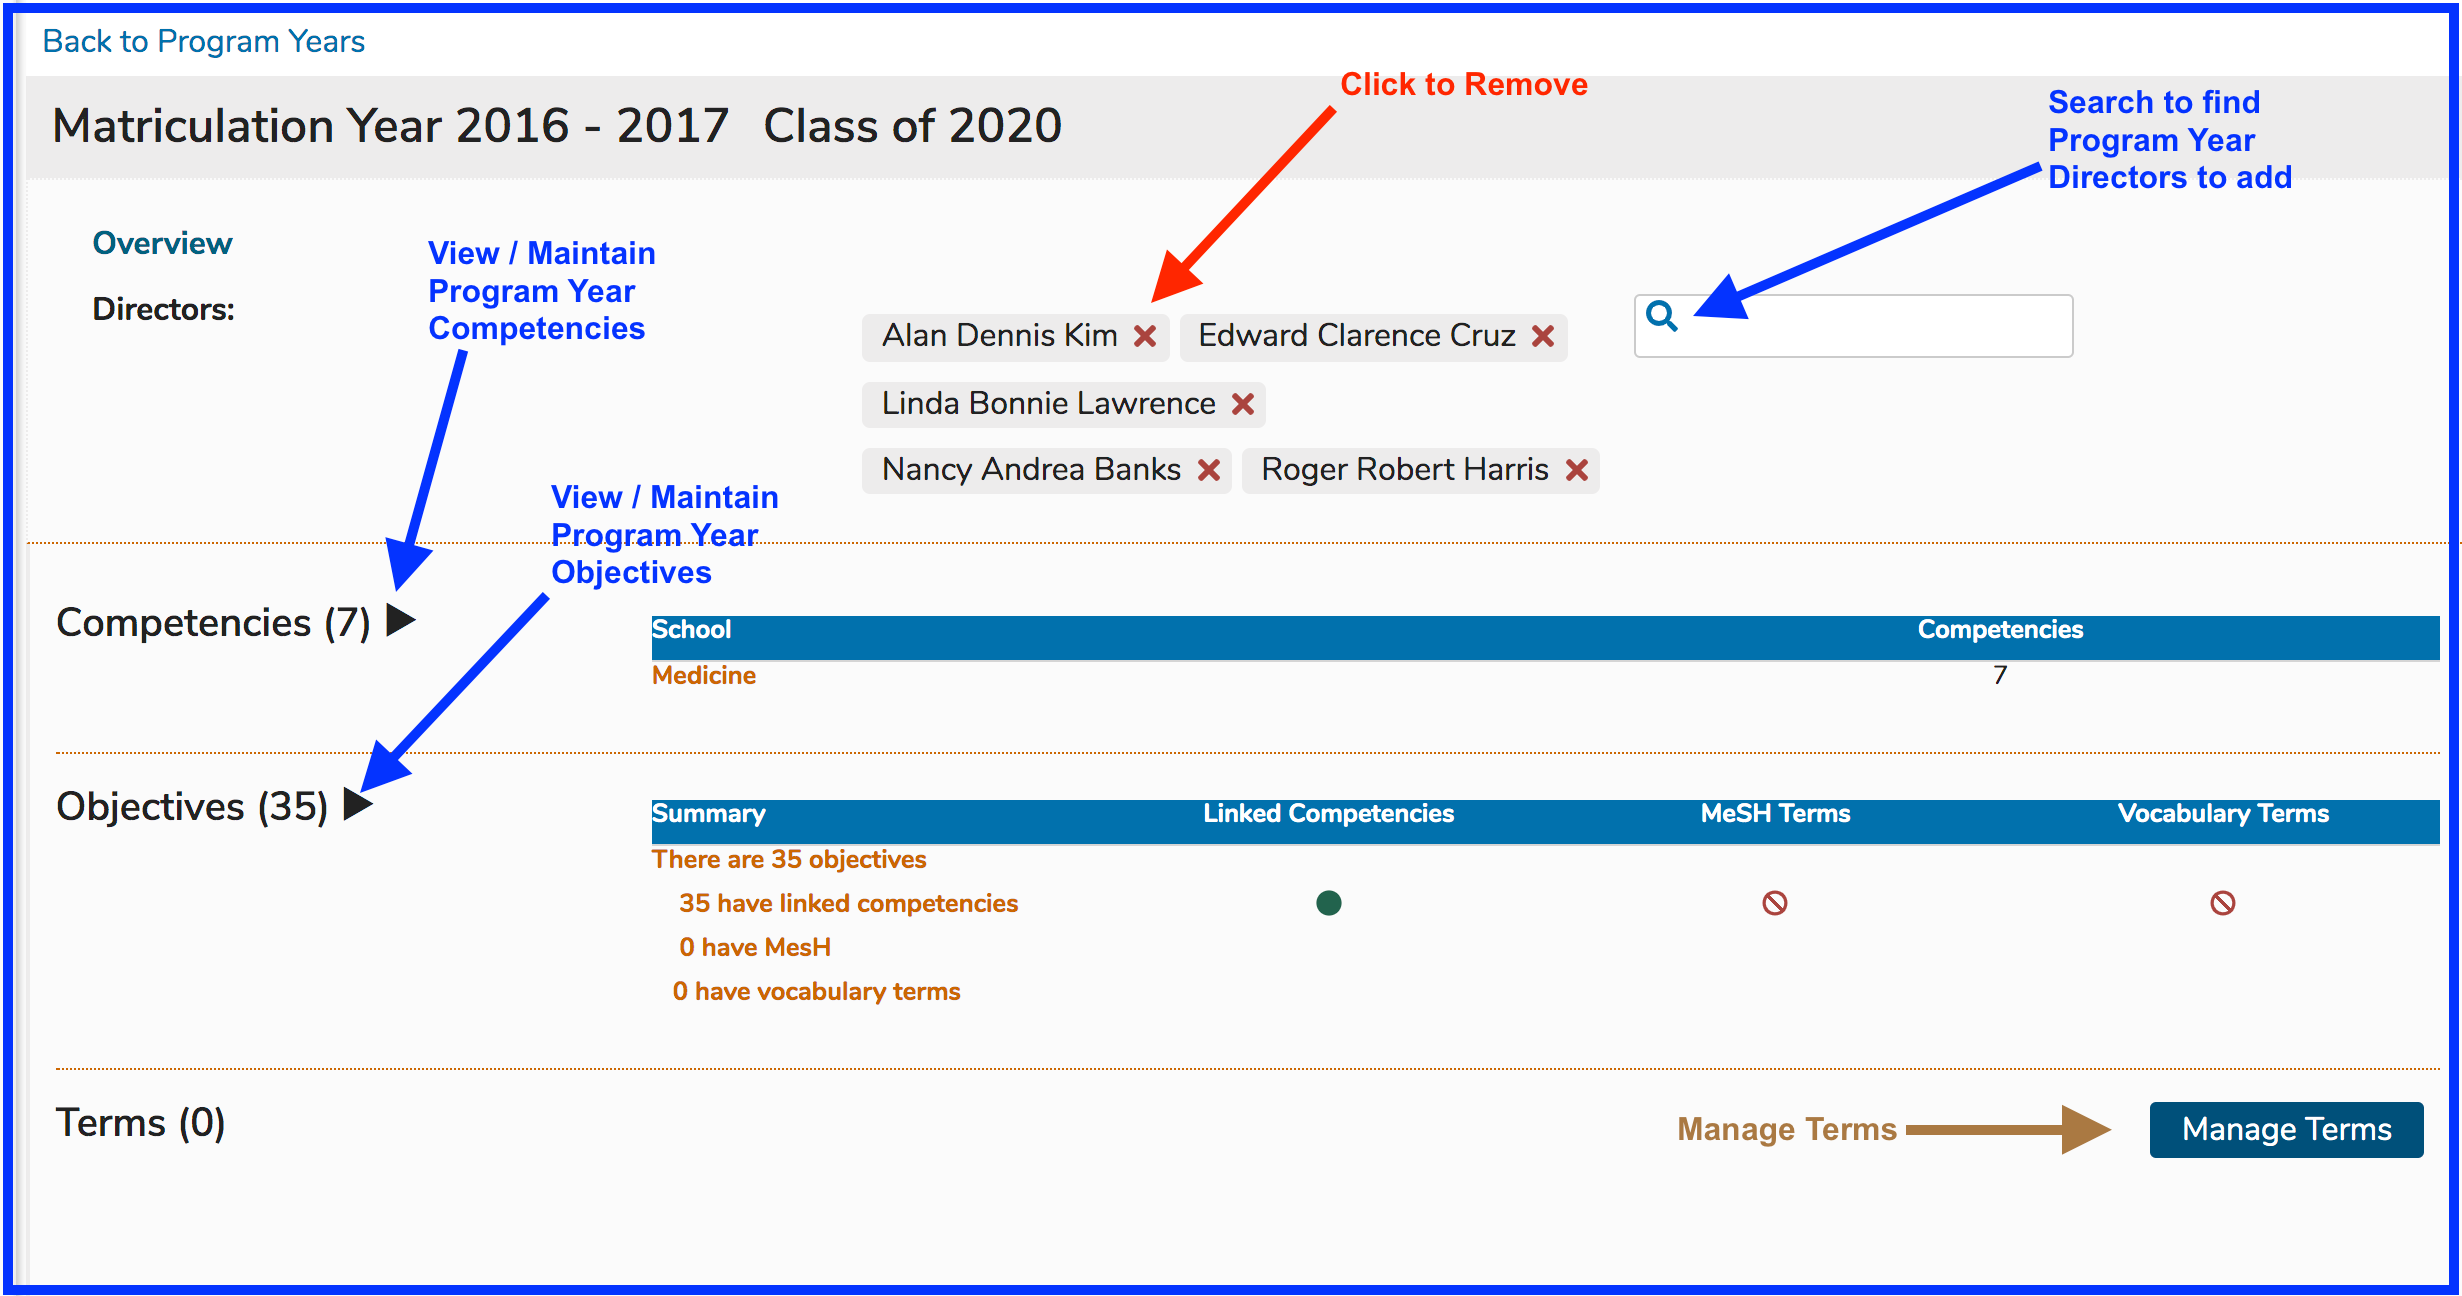 Back to Program Years
Click to Remove
Matriculation Year 2016 - 2017 Class of 2020
Search to find
Program Year
Directors to add
Overview
View / Maintain
Program Year
Competencies
Directors:
Alan Dennis Kim
Edward Clarence Cruz
Linda Bonnie Lawrence
Nancy Andrea Banks
Roger Robert Harris
View / Maintain
Program Year
Objectives
Competencies (7)
School Competencies
Medicine 7
Objectives (35)
Summary Linked Competencies MeSH Terms Vocabulary Terms
There are 35 objectives
35 have linked competencies
0 have MesH
0 have vocabulary terms
Terms (0)
Manage Terms
Manage Terms